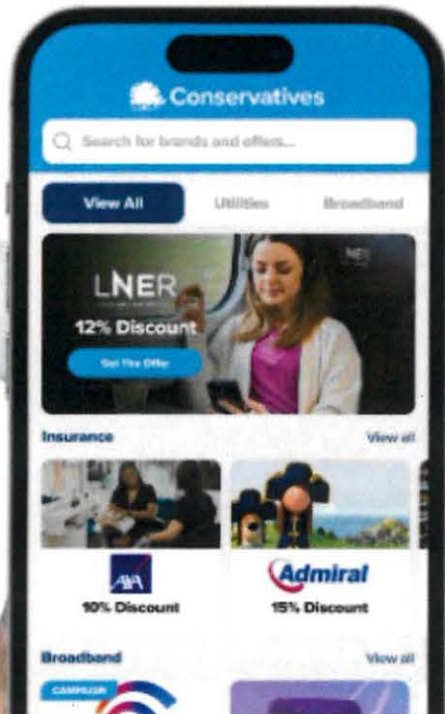 Conservatives
Search for brands and offers...
View All Utilities Broadband
LNER
12% Discount
Get The Offer
Insurance View all
AXA Admiral
10% Discount 15% Discount
Broadband View all
CAMPAIGN